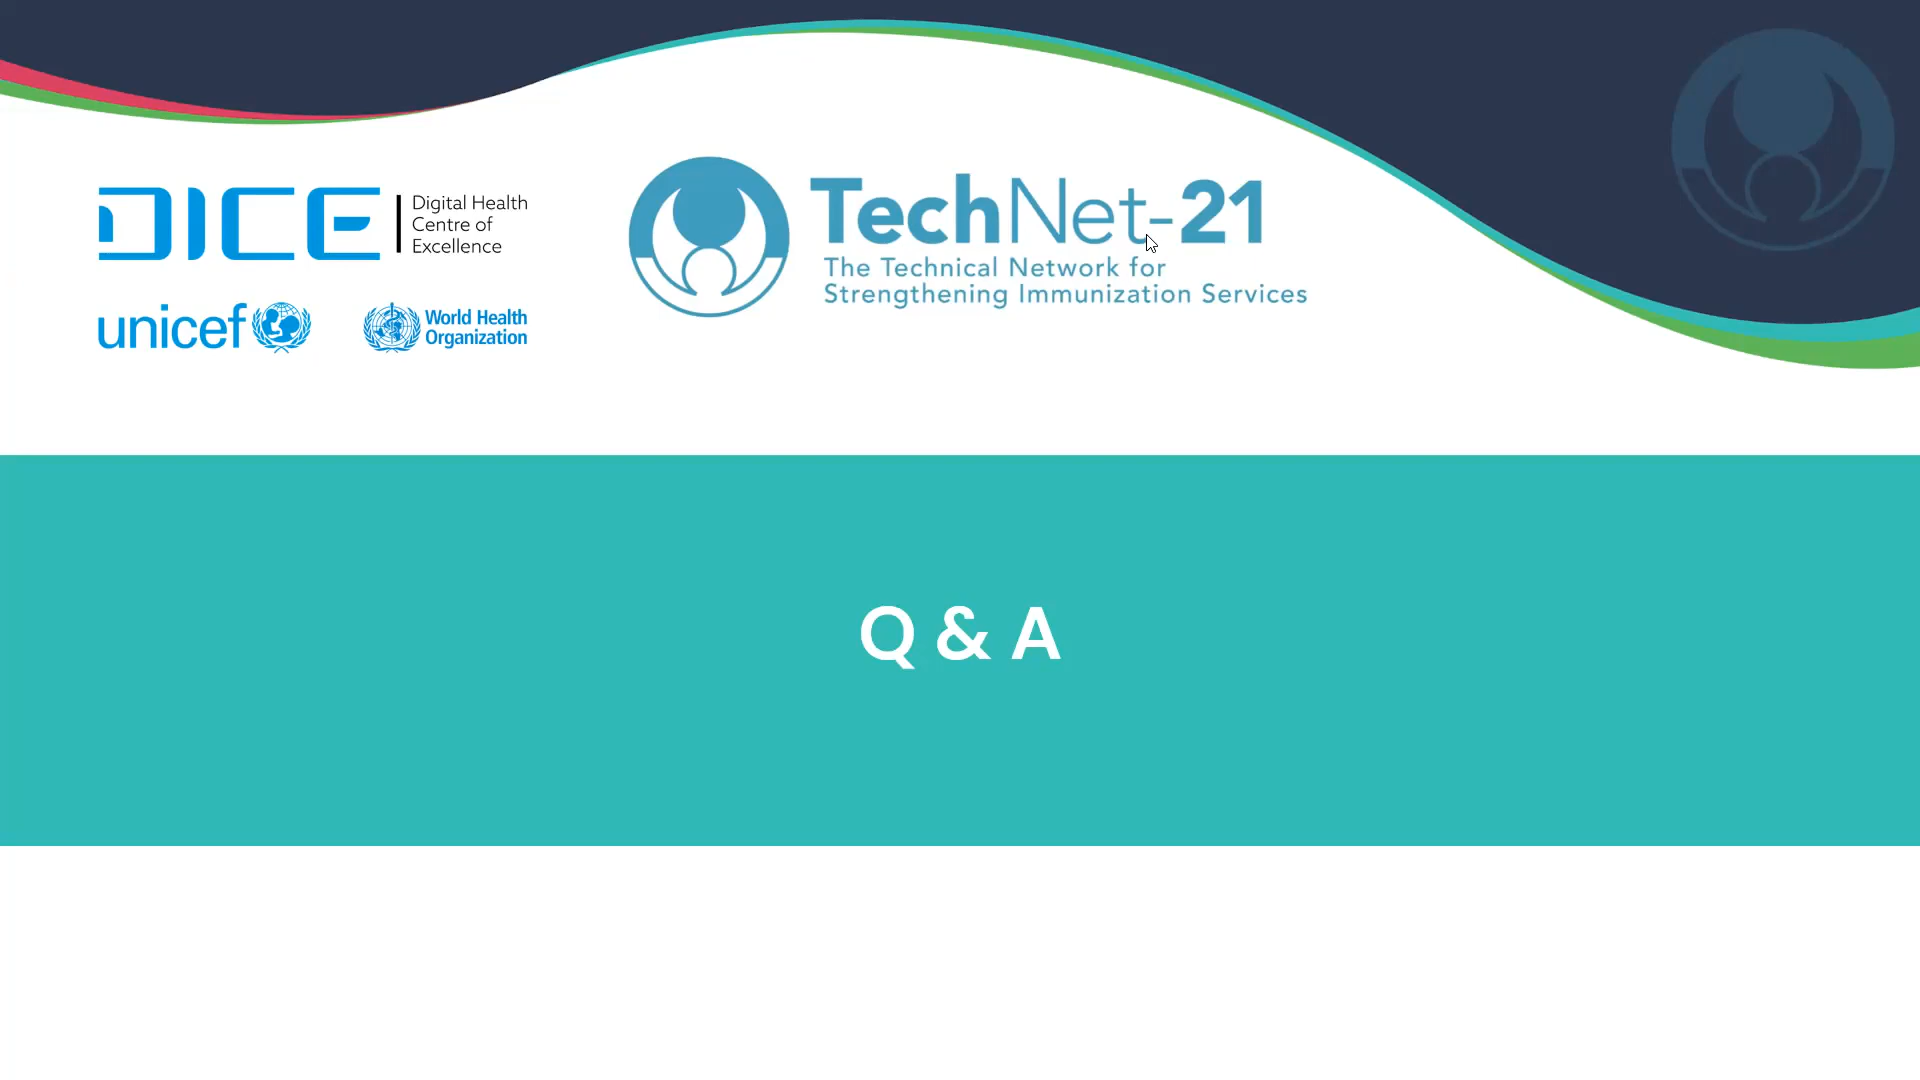 DICE
Digital Health
Centre of
Excellence
unicef
World Health
Organization
TechNet-21
The Technical Network for
Strengthening Immunization Services
Q & A